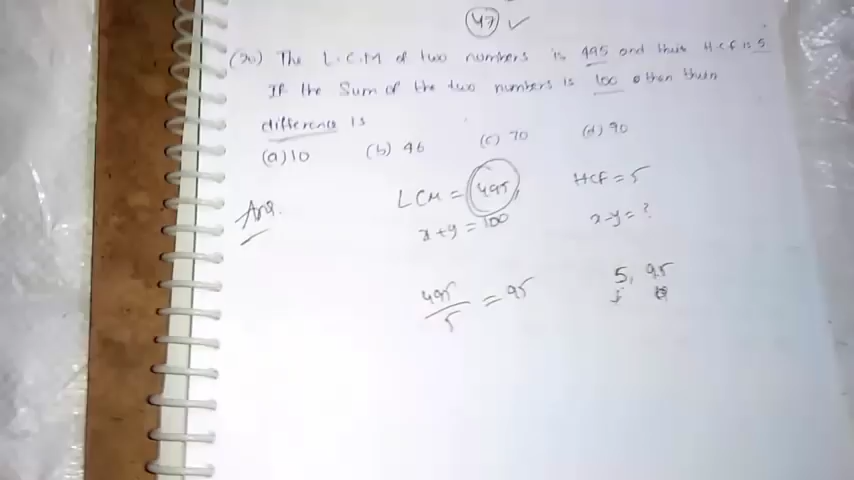 47 ✓
(20) The L.C.M of two numbers is 495 and their H.C.F is 5
If the Sum of the two numbers is 100 then their
difference is
(a) 10 (b) 46 (c) 70 (d) 90
Ans. LCM = 495, HCF = 5
x+y = 100 x-y = ?
495/5 = 95 5, 95